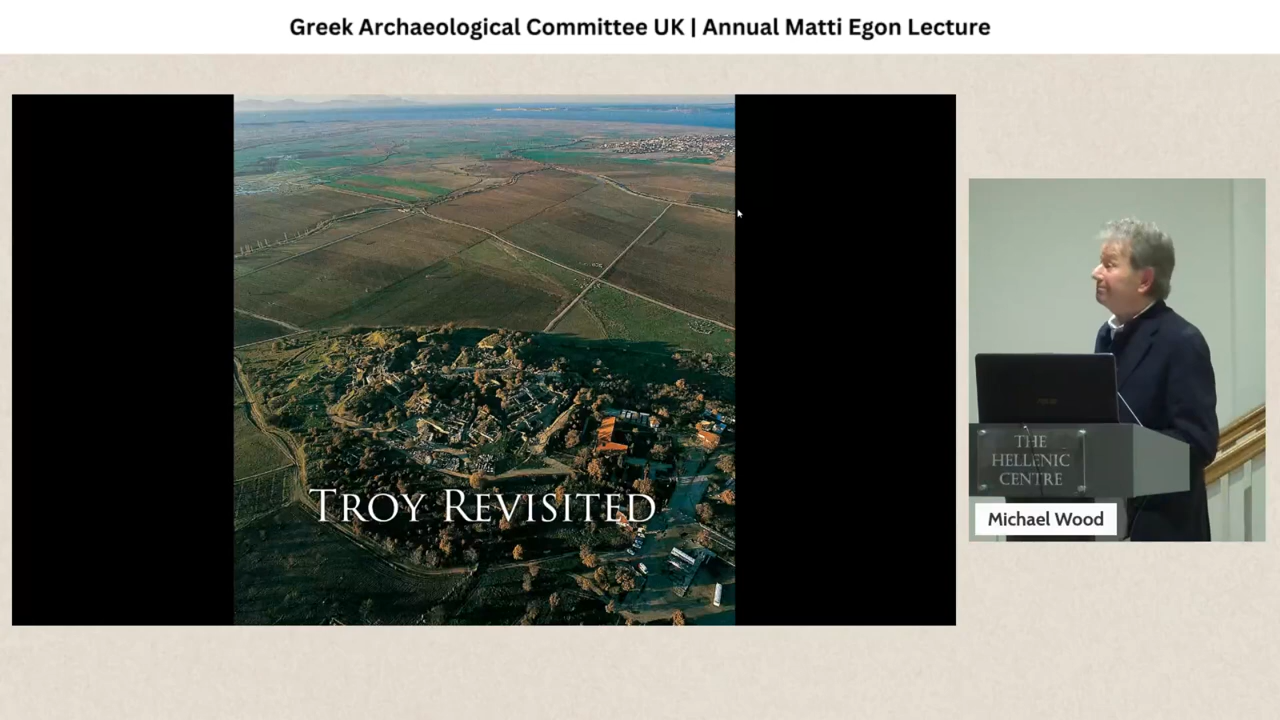 Greek Archaeological Committee UK | Annual Matti Egon Lecture
TROY REVISITED
THE
HELLENIC
CENTRE
Michael Wood